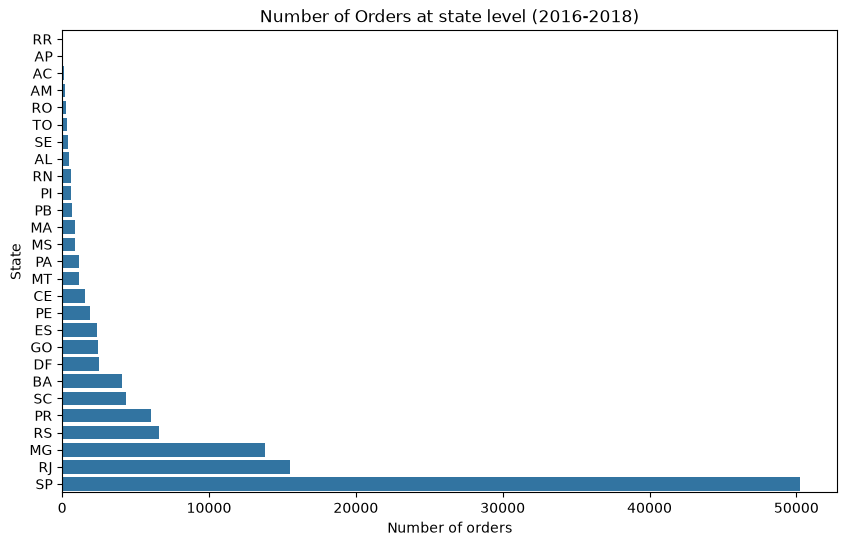 Number of Orders at state level (2016-2018)
RR
AP
AC
AM
RO
TO
SE
AL
RN
PI
PB
MA
MS
PA
MT
CE
PE
ES
GO
DF
BA
SC
PR
RS
MG
RJ
SP
State
0 10000 20000 30000 40000 50000
Number of orders